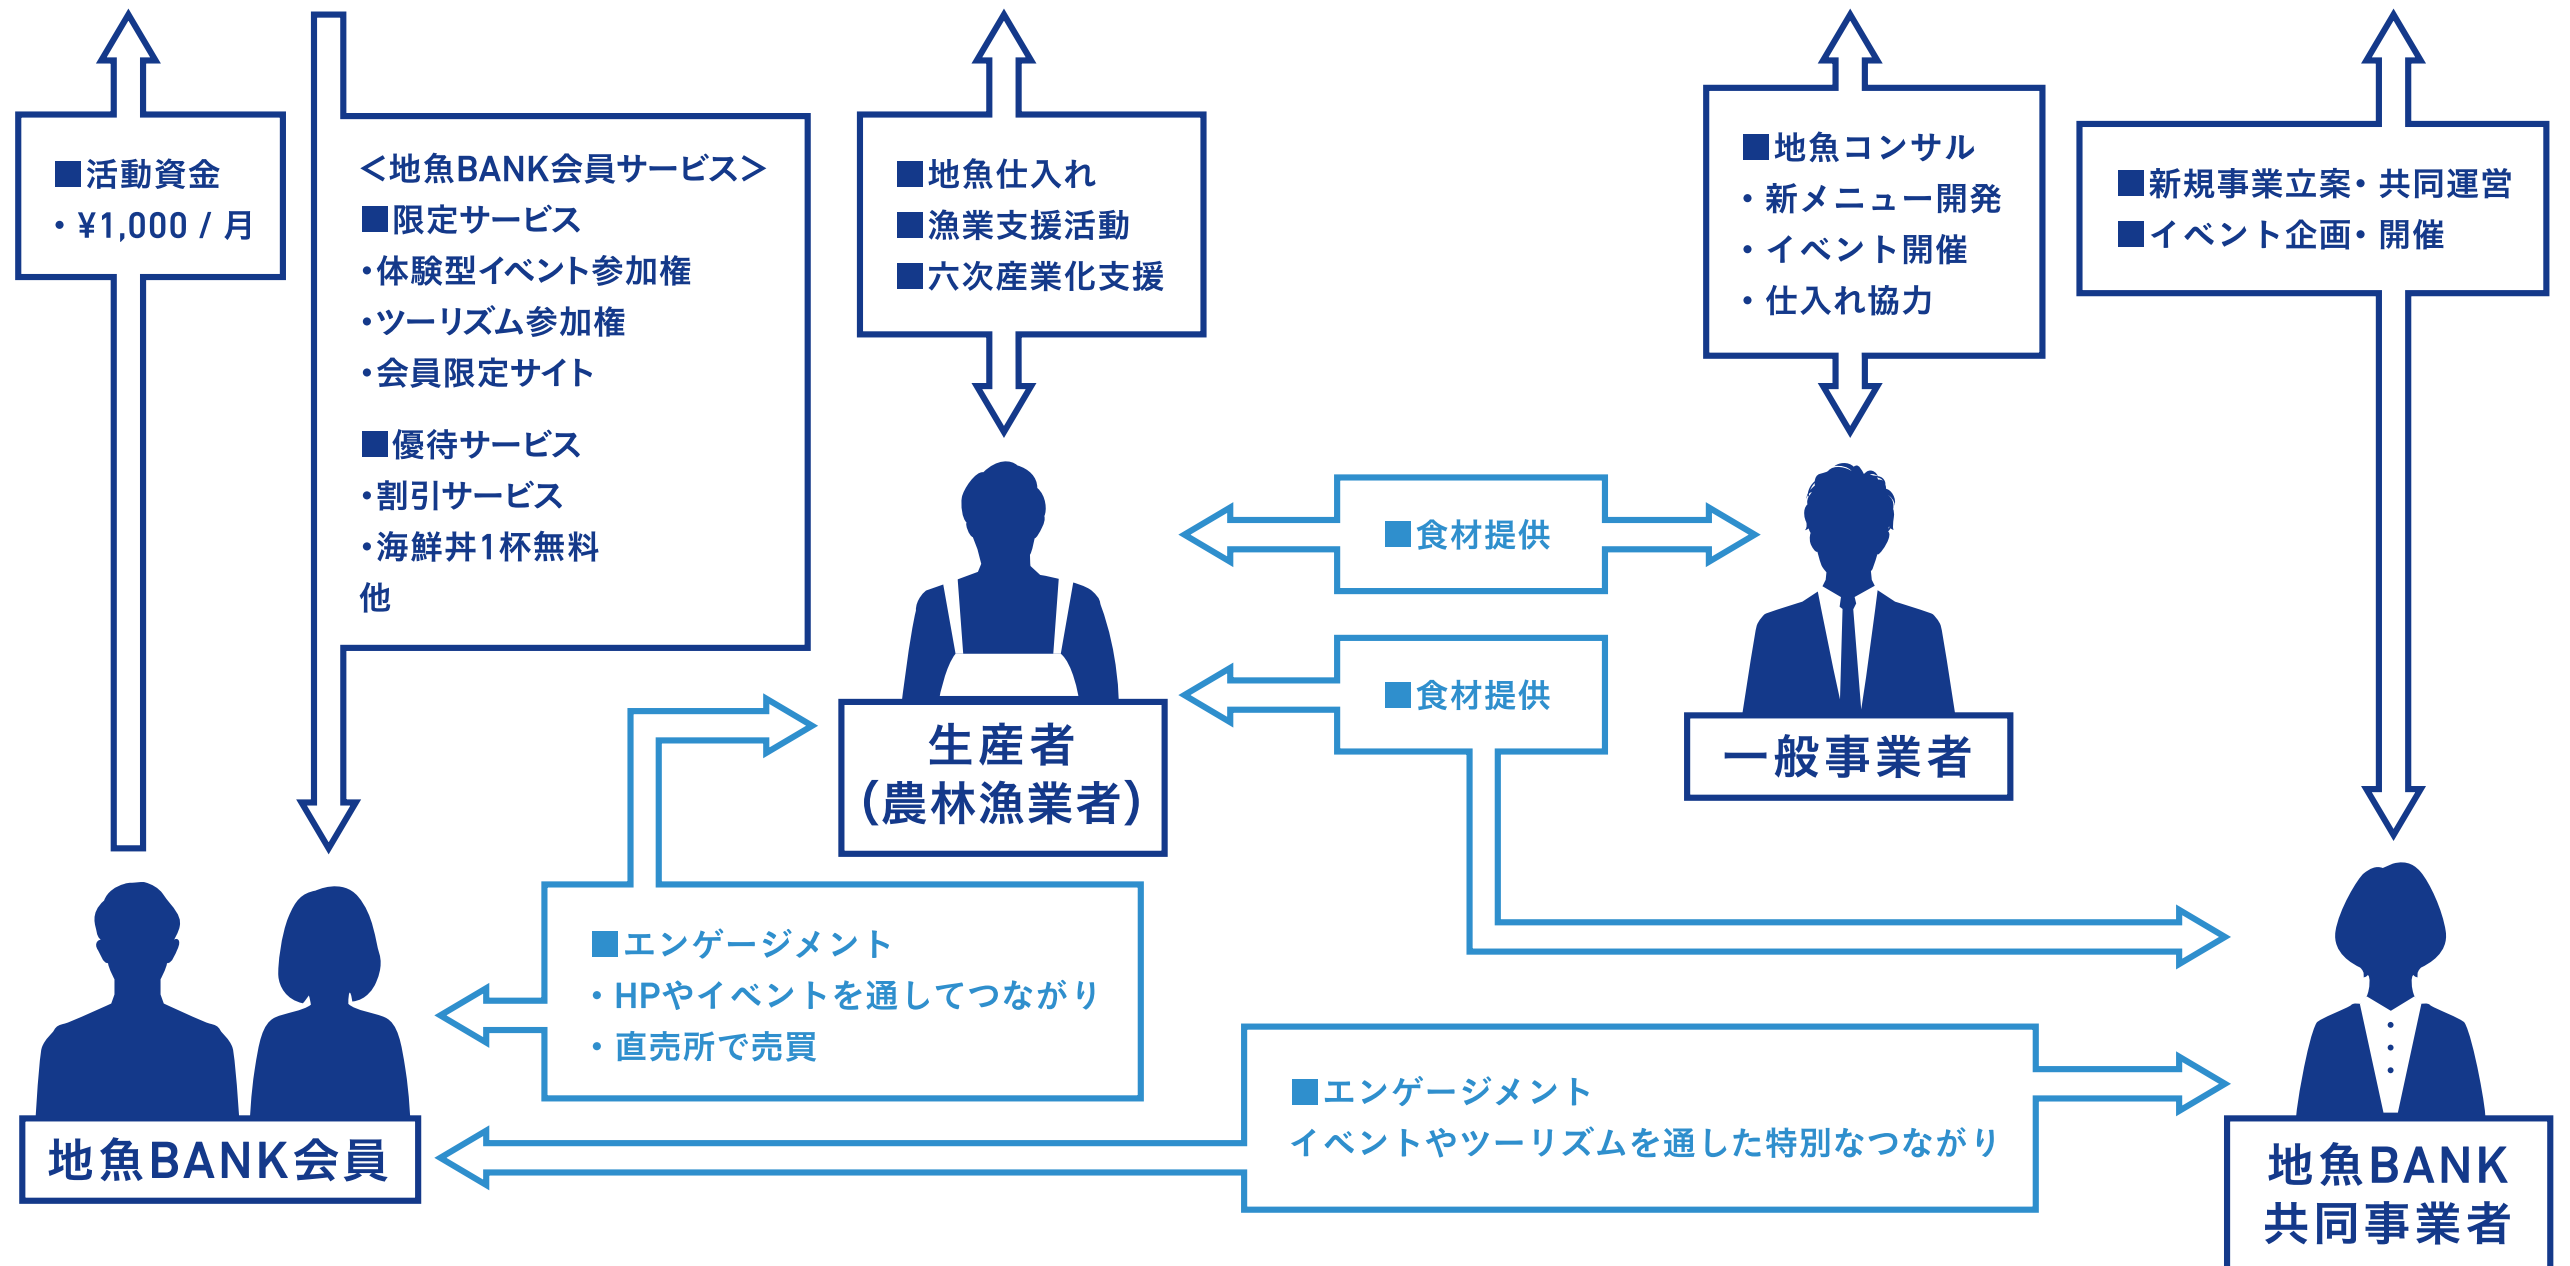 ■活動資金
・¥1,000 / 月
＜地魚BANK会員サービス＞
■限定サービス
・体験型イベント参加権
・ツーリズム参加権
・会員限定サイト
■優待サービス
・割引サービス
・海鮮丼1杯無料
他
■地魚仕入れ
■漁業支援活動
■六次産業化支援
■地魚コンサル
・新メニュー開発
・イベント開催
・仕入れ協力
■新規事業立案・共同運営
■イベント企画・開催
■食材提供
■食材提供
生産者
（農林漁業者）
一般事業者
■エンゲージメント
・HPやイベントを通してつながり
・直売所で売買
■エンゲージメント
イベントやツーリズムを通した特別なつながり
地魚BANK会員
地魚BANK
共同事業者